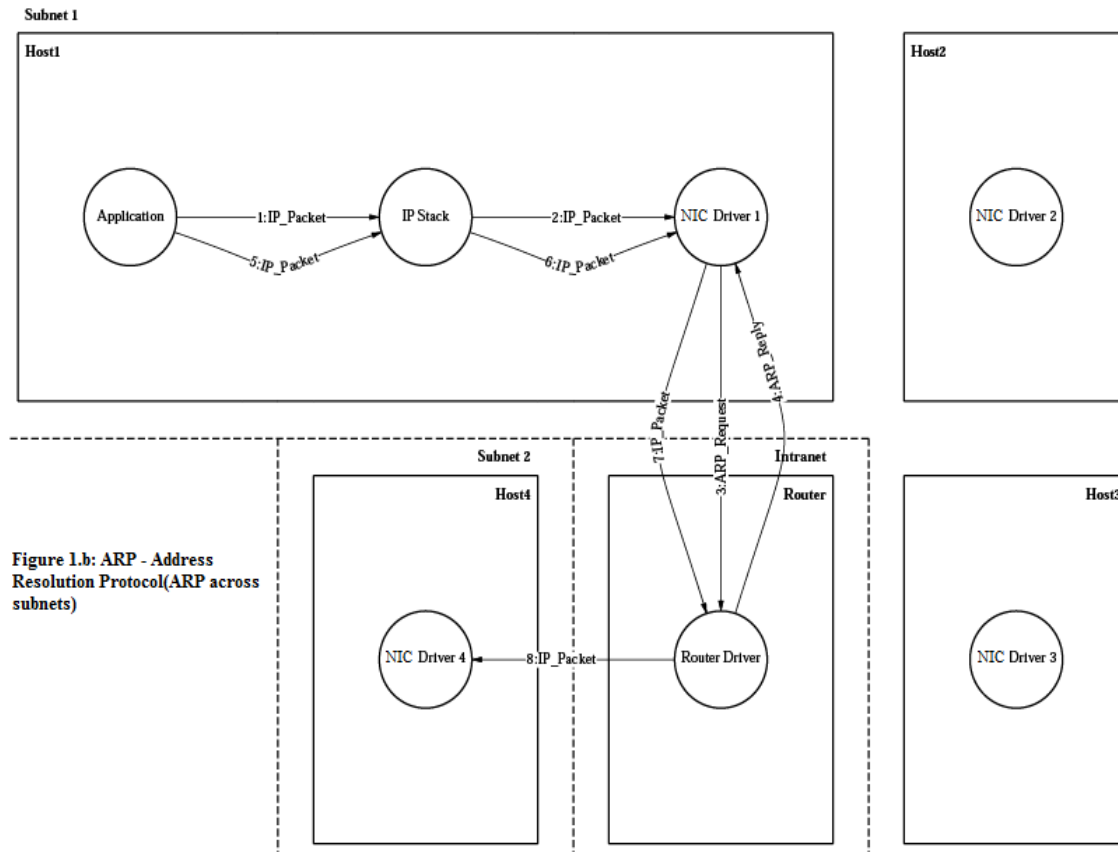 Subnet 1
Host1
Host2
Application
1:IP_Packet
IP Stack
2:IP_Packet
NIC Driver 1
NIC Driver 2
5:IP_Packet
6:IP_Packet
4:ARP_Reply
7:IP_Packet
3:ARP_Request
Subnet 2
Intranet
Host4
Router
Host3
Figure 1.b: ARP - Address
Resolution Protocol(ARP across
subnets)
NIC Driver 4
8:IP_Packet
Router Driver
NIC Driver 3